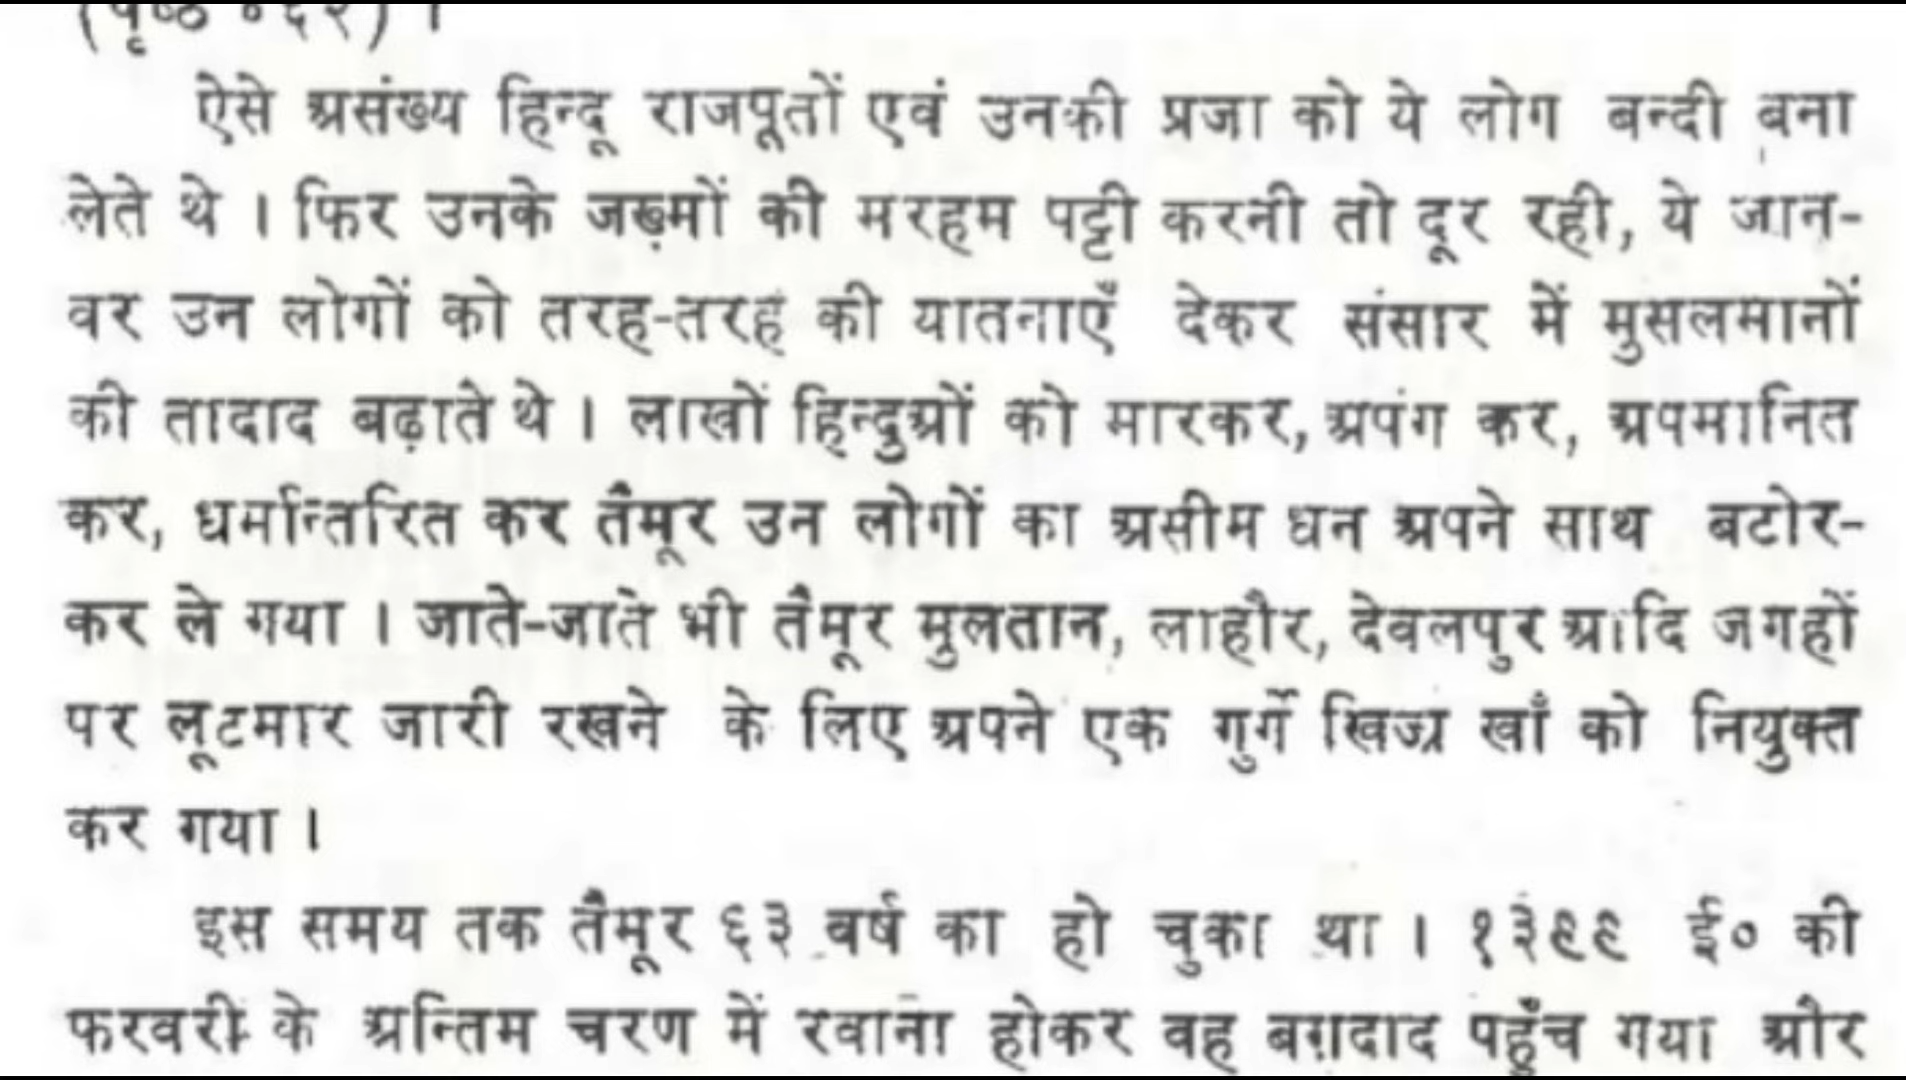 ऐसे असंख्य हिन्दू राजपूतों एवं उनकी प्रजा को ये लोग बन्दी बना
लेते थे । फिर उनके जख़्मों की मरहम पट्टी करनी तो दूर रही, ये जान-
वर उन लोगों को तरह-तरह की यातनाएँ देकर संसार में मुसलमानों
की तादाद बढ़ाते थे । लाखों हिन्दुओं को मारकर, अपंग कर, अपमानित
कर, धर्मान्तरित कर तैमूर उन लोगों का असीम धन अपने साथ बटोर-
कर ले गया । जाते-जाते भी तैमूर मुलतान, लाहौर, देवलपुर आदि जगहों
पर लूटमार जारी रखने के लिए अपने एक गुर्गे खिज्र खाँ को नियुक्त
कर गया ।
इस समय तक तैमूर ६३ वर्ष का हो चुका था । १३९९ ई० की
फरवरी के अन्तिम चरण में रवाना होकर वह बग़दाद पहुँच गया और